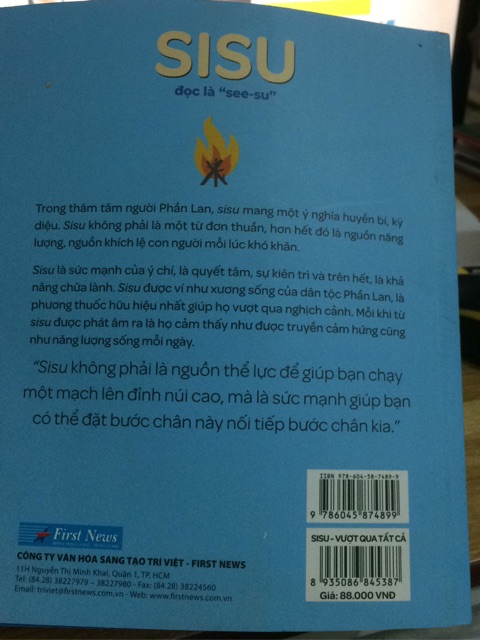 SISU
đọc là "see-su"
Trong thâm tâm người Phần Lan, sisu mang một ý nghĩa huyền bí, kỳ
diệu. Sisu không phải là một từ đơn thuần, hơn hết đó là nguồn năng
lượng, nguồn khích lệ con người mỗi lúc khó khăn.
Sisu là sức mạnh của ý chí, là quyết tâm, sự kiên trì và trên hết, là khả
năng chữa lành. Sisu được ví như xương sống của dân tộc Phần Lan, là
phương thuốc hữu hiệu nhất giúp họ vượt qua nghịch cảnh. Mỗi khi từ
sisu được phát âm ra là họ cảm thấy như được truyền cảm hứng cũng
như năng lượng sống mỗi ngày.
"Sisu không phải là nguồn thể lực để giúp bạn chạy
một mạch lên đỉnh núi cao, mà là sức mạnh giúp bạn
có thể đặt bước chân này nối tiếp bước chân kia."
ISBN 978-604-58-7489-9
9 786045 874899
SISU - VƯỢT QUA TẤT CẢ
8 935086 845387
Giá: 88.000 VNĐ
First News
CÔNG TY VĂN HÓA SÁNG TẠO TRÍ VIỆT - FIRST NEWS
11H Nguyễn Thị Minh Khai, Quận 1, TP. HCM
Tel: (84.28) 38227979 – 38227980 - Fax: (84.28) 38224560
Email: triviet@firstnews.com.vn - Web: www.firstnews.com.vn